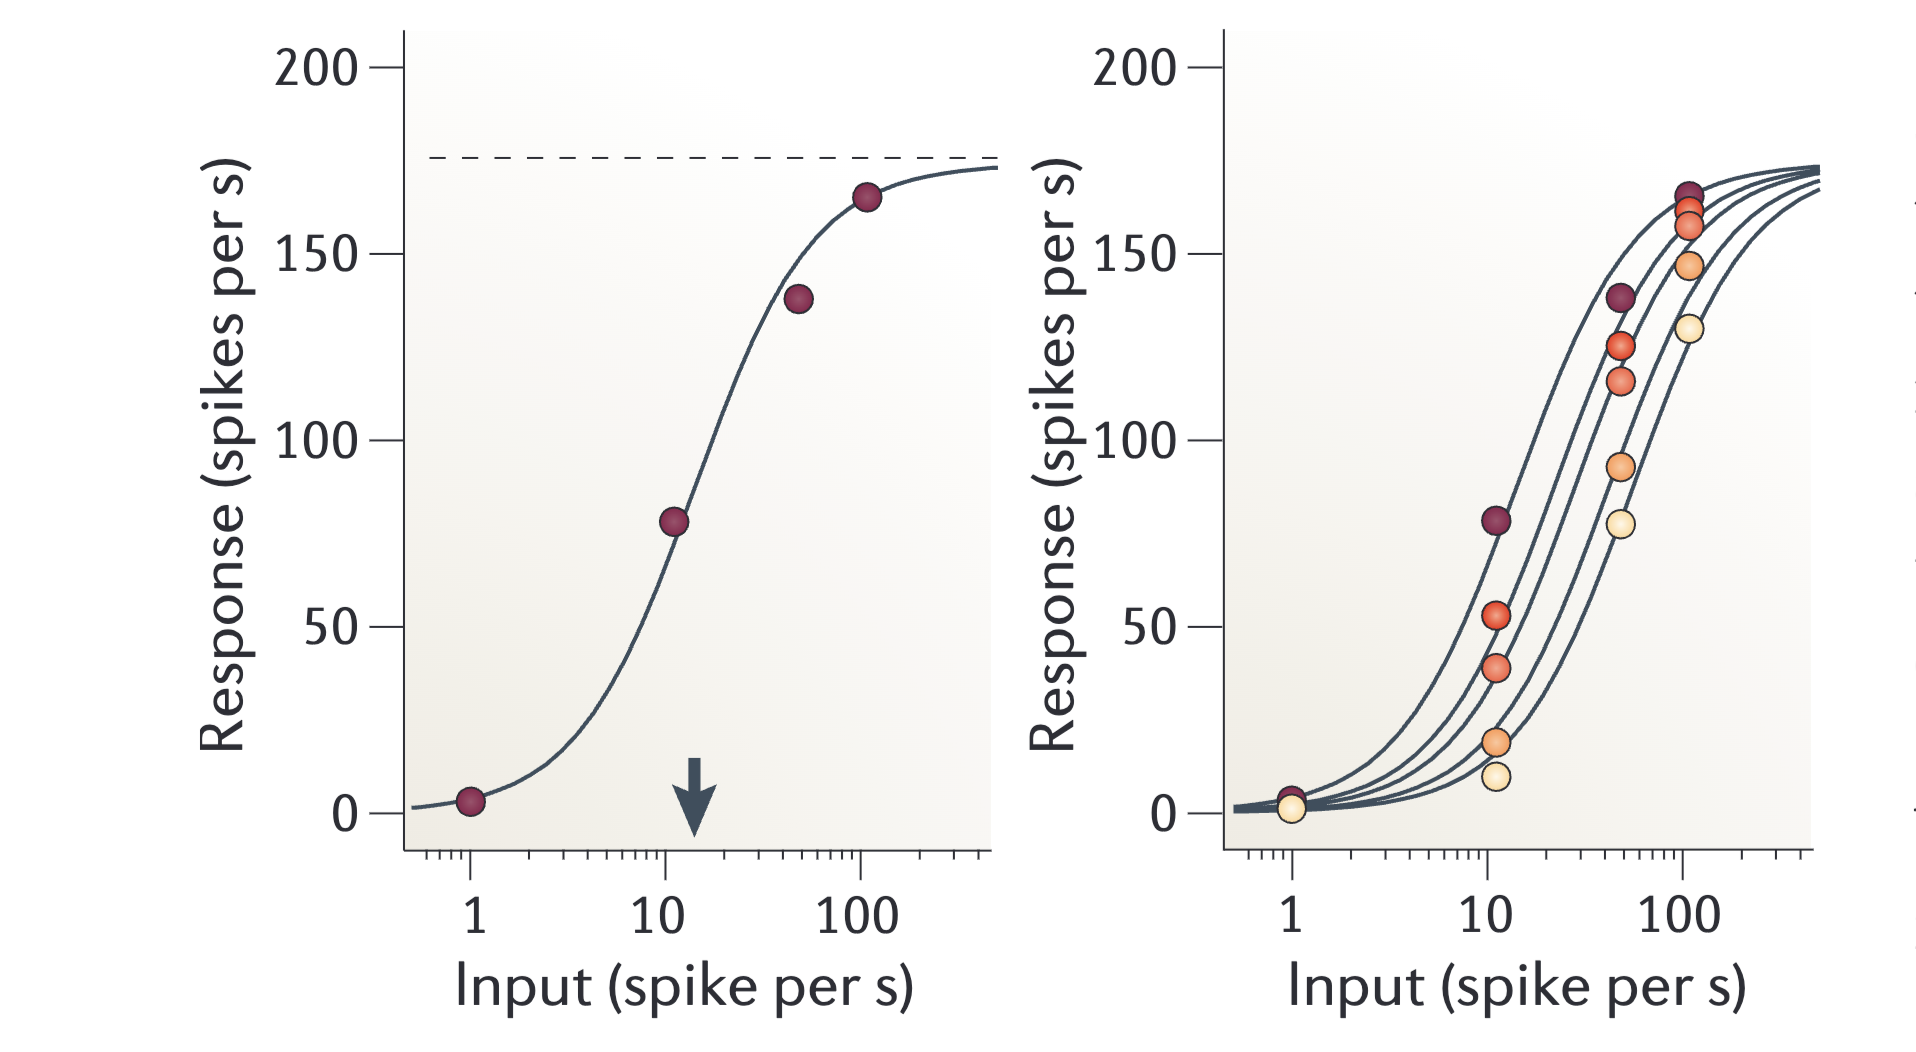 200
150
100
50
0
Response (spikes per s)
1 10 100
Input (spike per s)
200
150
100
50
0
Response (spikes per s)
1 10 100
Input (spike per s)